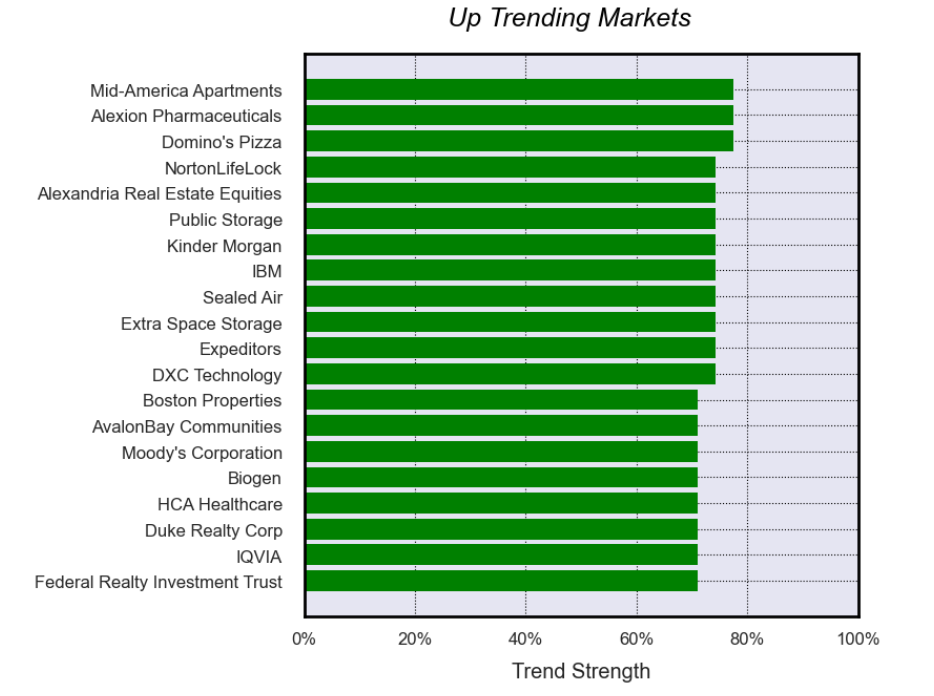 Up Trending Markets
Mid-America Apartments
Alexion Pharmaceuticals
Domino's Pizza
NortonLifeLock
Alexandria Real Estate Equities
Public Storage
Kinder Morgan
IBM
Sealed Air
Extra Space Storage
Expeditors
DXC Technology
Boston Properties
AvalonBay Communities
Moody's Corporation
Biogen
HCA Healthcare
Duke Realty Corp
IQVIA
Federal Realty Investment Trust
0% 20% 40% 60% 80% 100%
Trend Strength